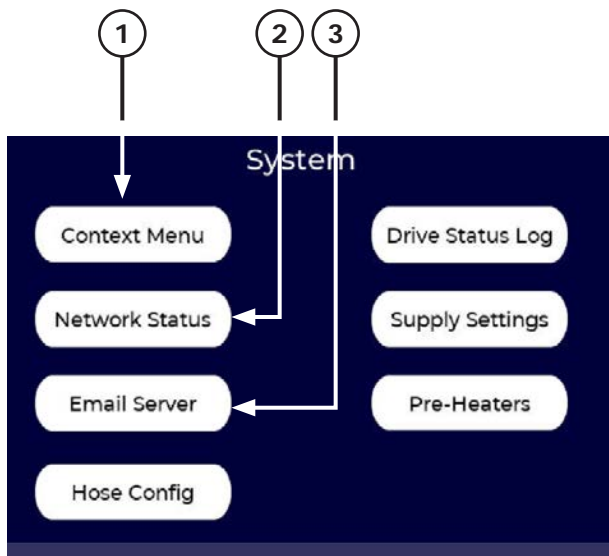 1 2 3
System
Context Menu
Drive Status Log
Network Status
Supply Settings
Email Server
Pre-Heaters
Hose Config